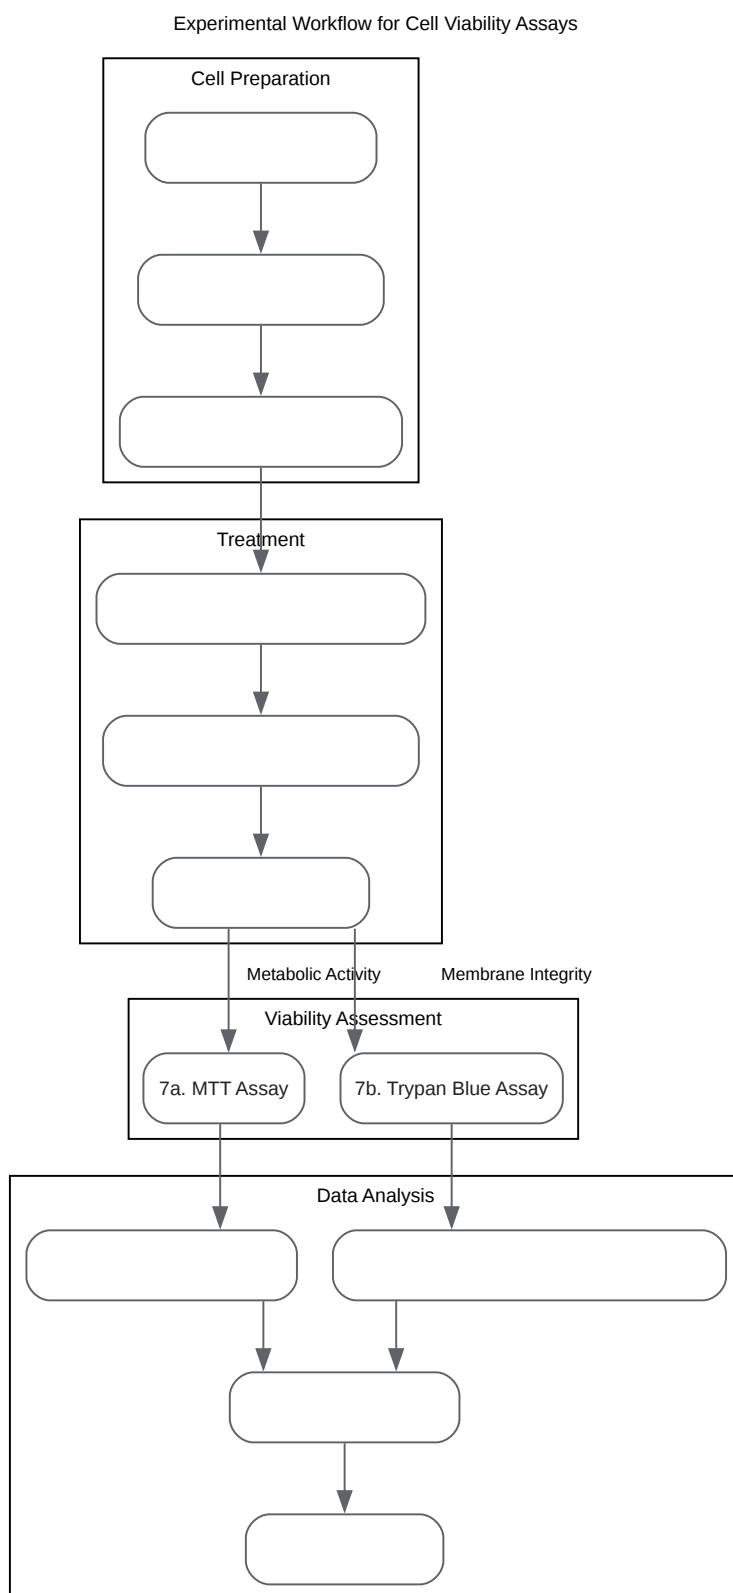 Experimental Workflow for Cell Viability Assays
Cell Preparation
Treatment
Metabolic Activity
Membrane Integrity
Viability Assessment
7a. MTT Assay
7b. Trypan Blue Assay
Data Analysis